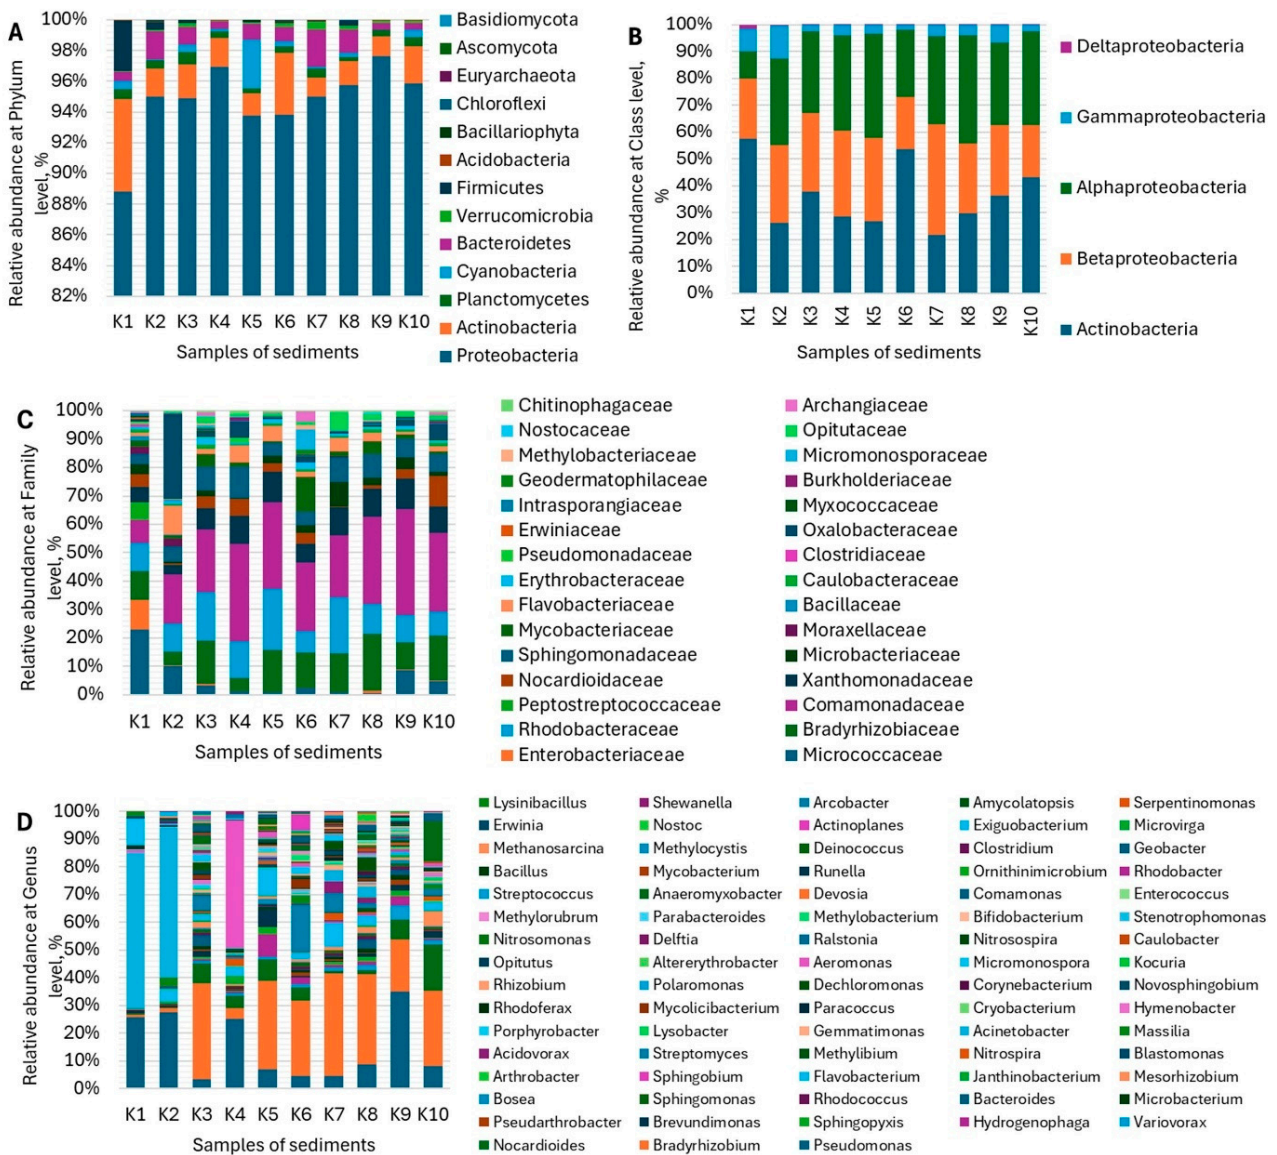 A
Relative abundance at Phylum
level, %
100%
98%
96%
94%
92%
90%
88%
86%
84%
82%
K1 K2 K3 K4 K5 K6 K7 K8 K9 K10
Samples of sediments
Basidiomycota
Ascomycota
Euryarchaeota
Chloroflexi
Bacillariophyta
Acidobacteria
Firmicutes
Verrucomicrobia
Bacteroidetes
Cyanobacteria
Planctomycetes
Actinobacteria
Proteobacteria
B
Relative abundance at Class level,
%
100%
90%
80%
70%
60%
50%
40%
30%
20%
10%
0%
K1 K2 K3 K4 K5 K6 K7 K8 K9 K10
Samples of sediments
Deltaproteobacteria
Gammaproteobacteria
Alphaproteobacteria
Betaproteobacteria
Actinobacteria
C
Relative abundance at Family
level, %
100%
90%
80%
70%
60%
50%
40%
30%
20%
10%
0%
K1 K2 K3 K4 K5 K6 K7 K8 K9 K10
Samples of sediments
Chitinophagaceae Archangiaceae
Nostocaceae Opitutaceae
Methylobacteriaceae Micromonosporaceae
Geodermatophilaceae Burkholderiaceae
Intrasporangiaceae Myxococcaceae
Erwiniaceae Oxalobacteraceae
Pseudomonadaceae Clostridiaceae
Erythrobacteraceae Caulobacteraceae
Flavobacteriaceae Bacillaceae
Mycobacteriaceae Moraxellaceae
Sphingomonadaceae Microbacteriaceae
Nocardioidaceae Xanthomonadaceae
Peptostreptococcaceae Comamonadaceae
Rhodobacteraceae Bradyrhizobiaceae
Enterobacteriaceae Micrococcaceae
D
Relative abundance at Genus
level, %
100%
90%
80%
70%
60%
50%
40%
30%
20%
10%
0%
K1 K2 K3 K4 K5 K6 K7 K8 K9 K10
Samples of sediments
Lysinibacillus Shewanella Arcobacter Amycolatopsis Serpentinomonas
Erwinia Nostoc Actinoplanes Exiguobacterium Microvirga
Methanosarcina Methylocystis Deinococcus Clostridium Geobacter
Bacillus Mycobacterium Runella Ornithinimicrobium Rhodobacter
Streptococcus Anaeromyxobacter Devosia Comamonas Enterococcus
Methylorubrum Parabacteroides Methylobacterium Bifidobacterium Stenotrophomonas
Nitrosomonas Delftia Ralstonia Nitrosospira Caulobacter
Opitutus Altererythrobacter Aeromonas Micromonospora Kocuria
Rhizobium Polaromonas Dechloromonas Corynebacterium Novosphingobium
Rhodoferax Mycolicibacterium Paracoccus Cryobacterium Hymenobacter
Porphyrobacter Lysobacter Gemmatimonas Acinetobacter Massilia
Acidovorax Streptomyces Methylibium Nitrospira Blastomonas
Arthrobacter Sphingobium Flavobacterium Janthinobacterium Mesorhizobium
Bosea Sphingomonas Rhodococcus Bacteroides Microbacterium
Pseudarthrobacter Brevundimonas Sphingopyxis Hydrogenophaga Variovorax
Nocardioides Bradyrhizobium Pseudomonas